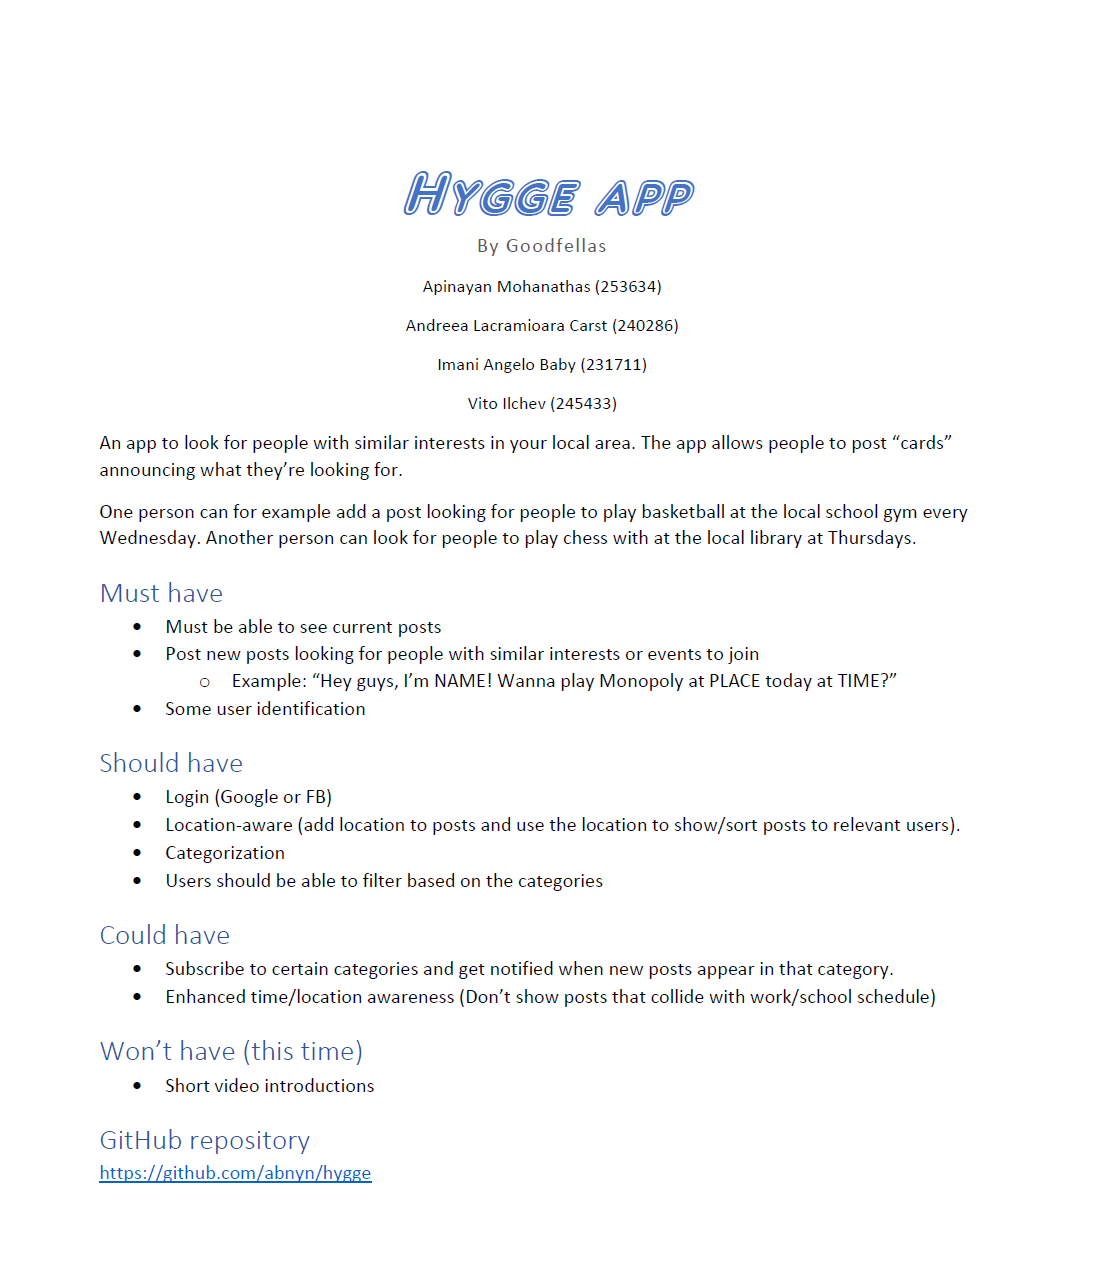 HYGGE APP
By Goodfellas
Apinayan Mohanathas (253634)
Andreea Lacramioara Carst (240286)
Imani Angelo Baby (231711)
Vito Ilchev (245433)
An app to look for people with similar interests in your local area. The app allows people to post “cards”
announcing what they’re looking for.
One person can for example add a post looking for people to play basketball at the local school gym every
Wednesday. Another person can look for people to play chess with at the local library at Thursdays.
Must have
• Must be able to see current posts
• Post new posts looking for people with similar interests or events to join
o Example: “Hey guys, I’m NAME! Wanna play Monopoly at PLACE today at TIME?”
• Some user identification
Should have
• Login (Google or FB)
• Location-aware (add location to posts and use the location to show/sort posts to relevant users).
• Categorization
• Users should be able to filter based on the categories
Could have
• Subscribe to certain categories and get notified when new posts appear in that category.
• Enhanced time/location awareness (Don’t show posts that collide with work/school schedule)
Won’t have (this time)
• Short video introductions
GitHub repository
https://github.com/abnyn/hygge